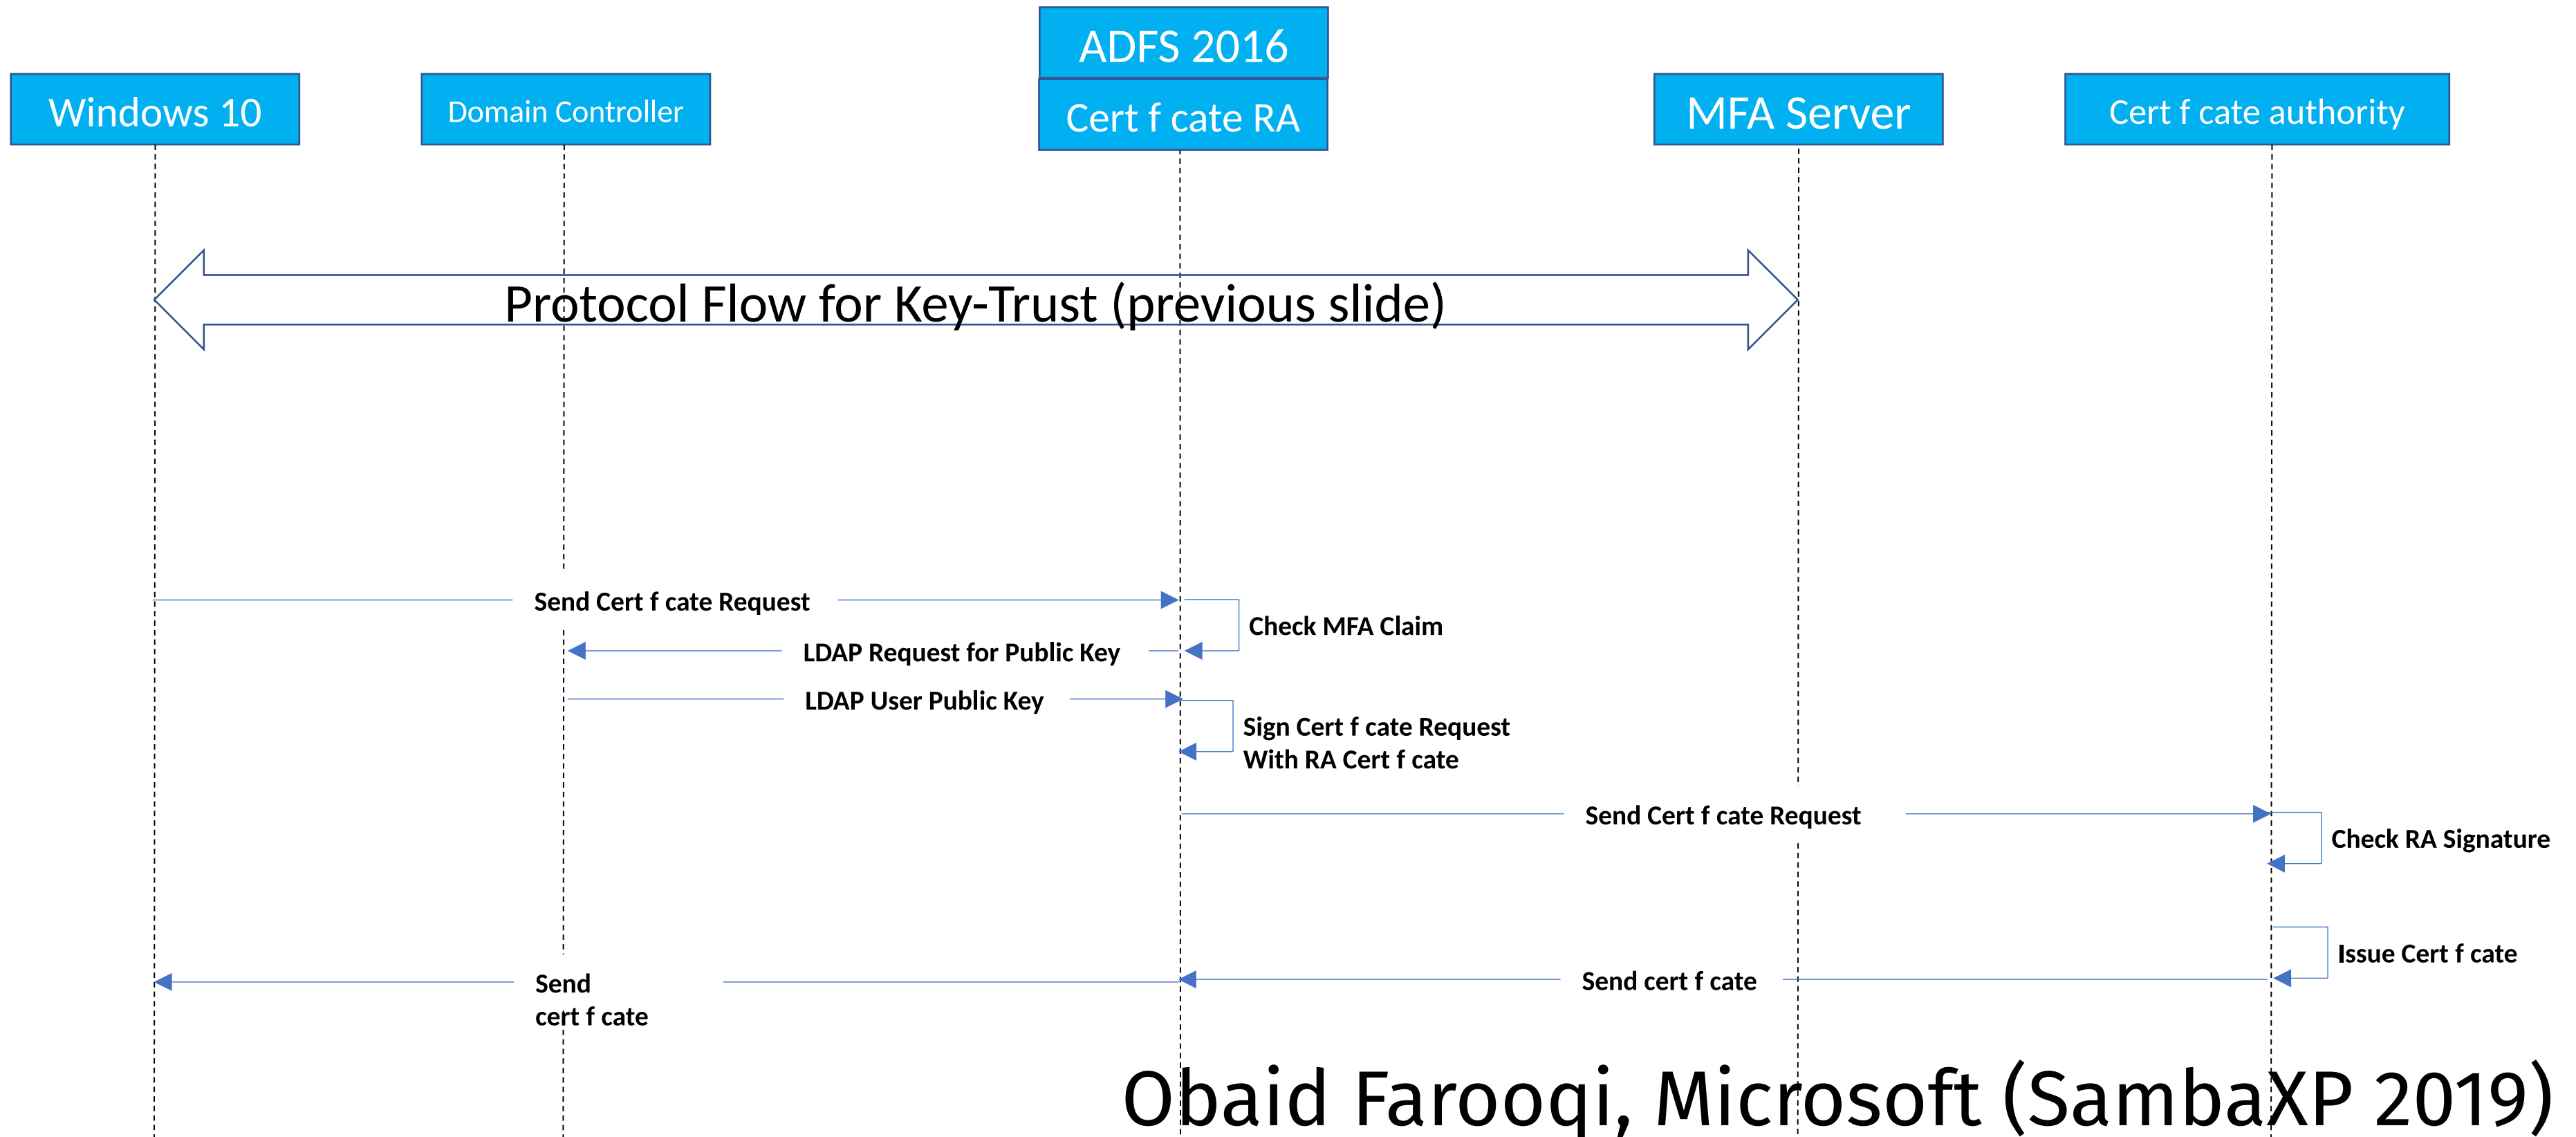 ADFS 2016
Windows 10
Domain Controller
Cert f cate RA
MFA Server
Cert f cate authority
Protocol Flow for Key-Trust (previous slide)
Send Cert f cate Request
Check MFA Claim
LDAP Request for Public Key
LDAP User Public Key
Sign Cert f cate Request
With RA Cert f cate
Send Cert f cate Request
Check RA Signature
Issue Cert f cate
Send cert f cate
Send
cert f cate
Obaid Farooqi, Microsoft (SambaXP 2019)